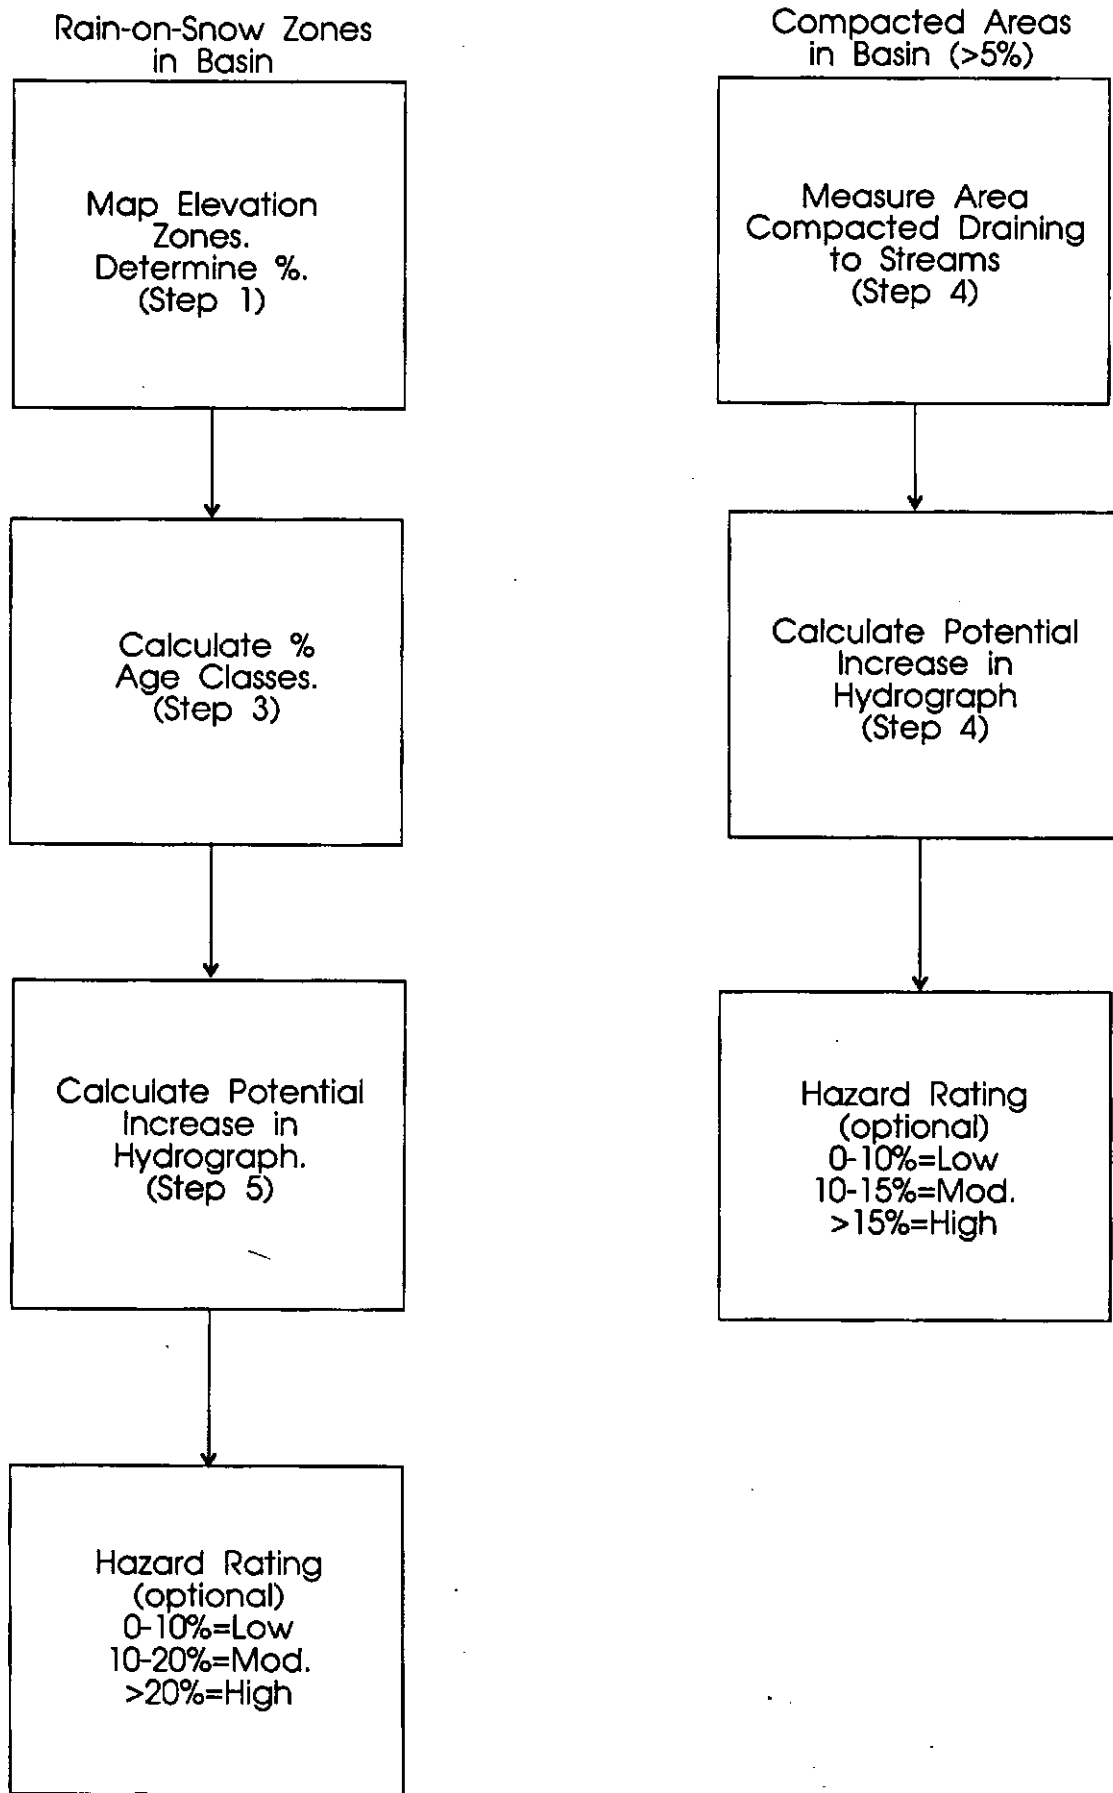 Rain-on-Snow Zones
in Basin
Map Elevation
Zones.
Determine %.
(Step 1)
Calculate %
Age Classes.
(Step 3)
Calculate Potential
Increase in
Hydrograph.
(Step 5)
Hazard Rating
(optional)
0-10%=Low
10-20%=Mod.
>20%=High
Compacted Areas
in Basin (>5%)
Measure Area
Compacted Draining
to Streams
(Step 4)
Calculate Potential
Increase in
Hydrograph
(Step 4)
Hazard Rating
(optional)
0-10%=Low
10-15%=Mod.
>15%=High